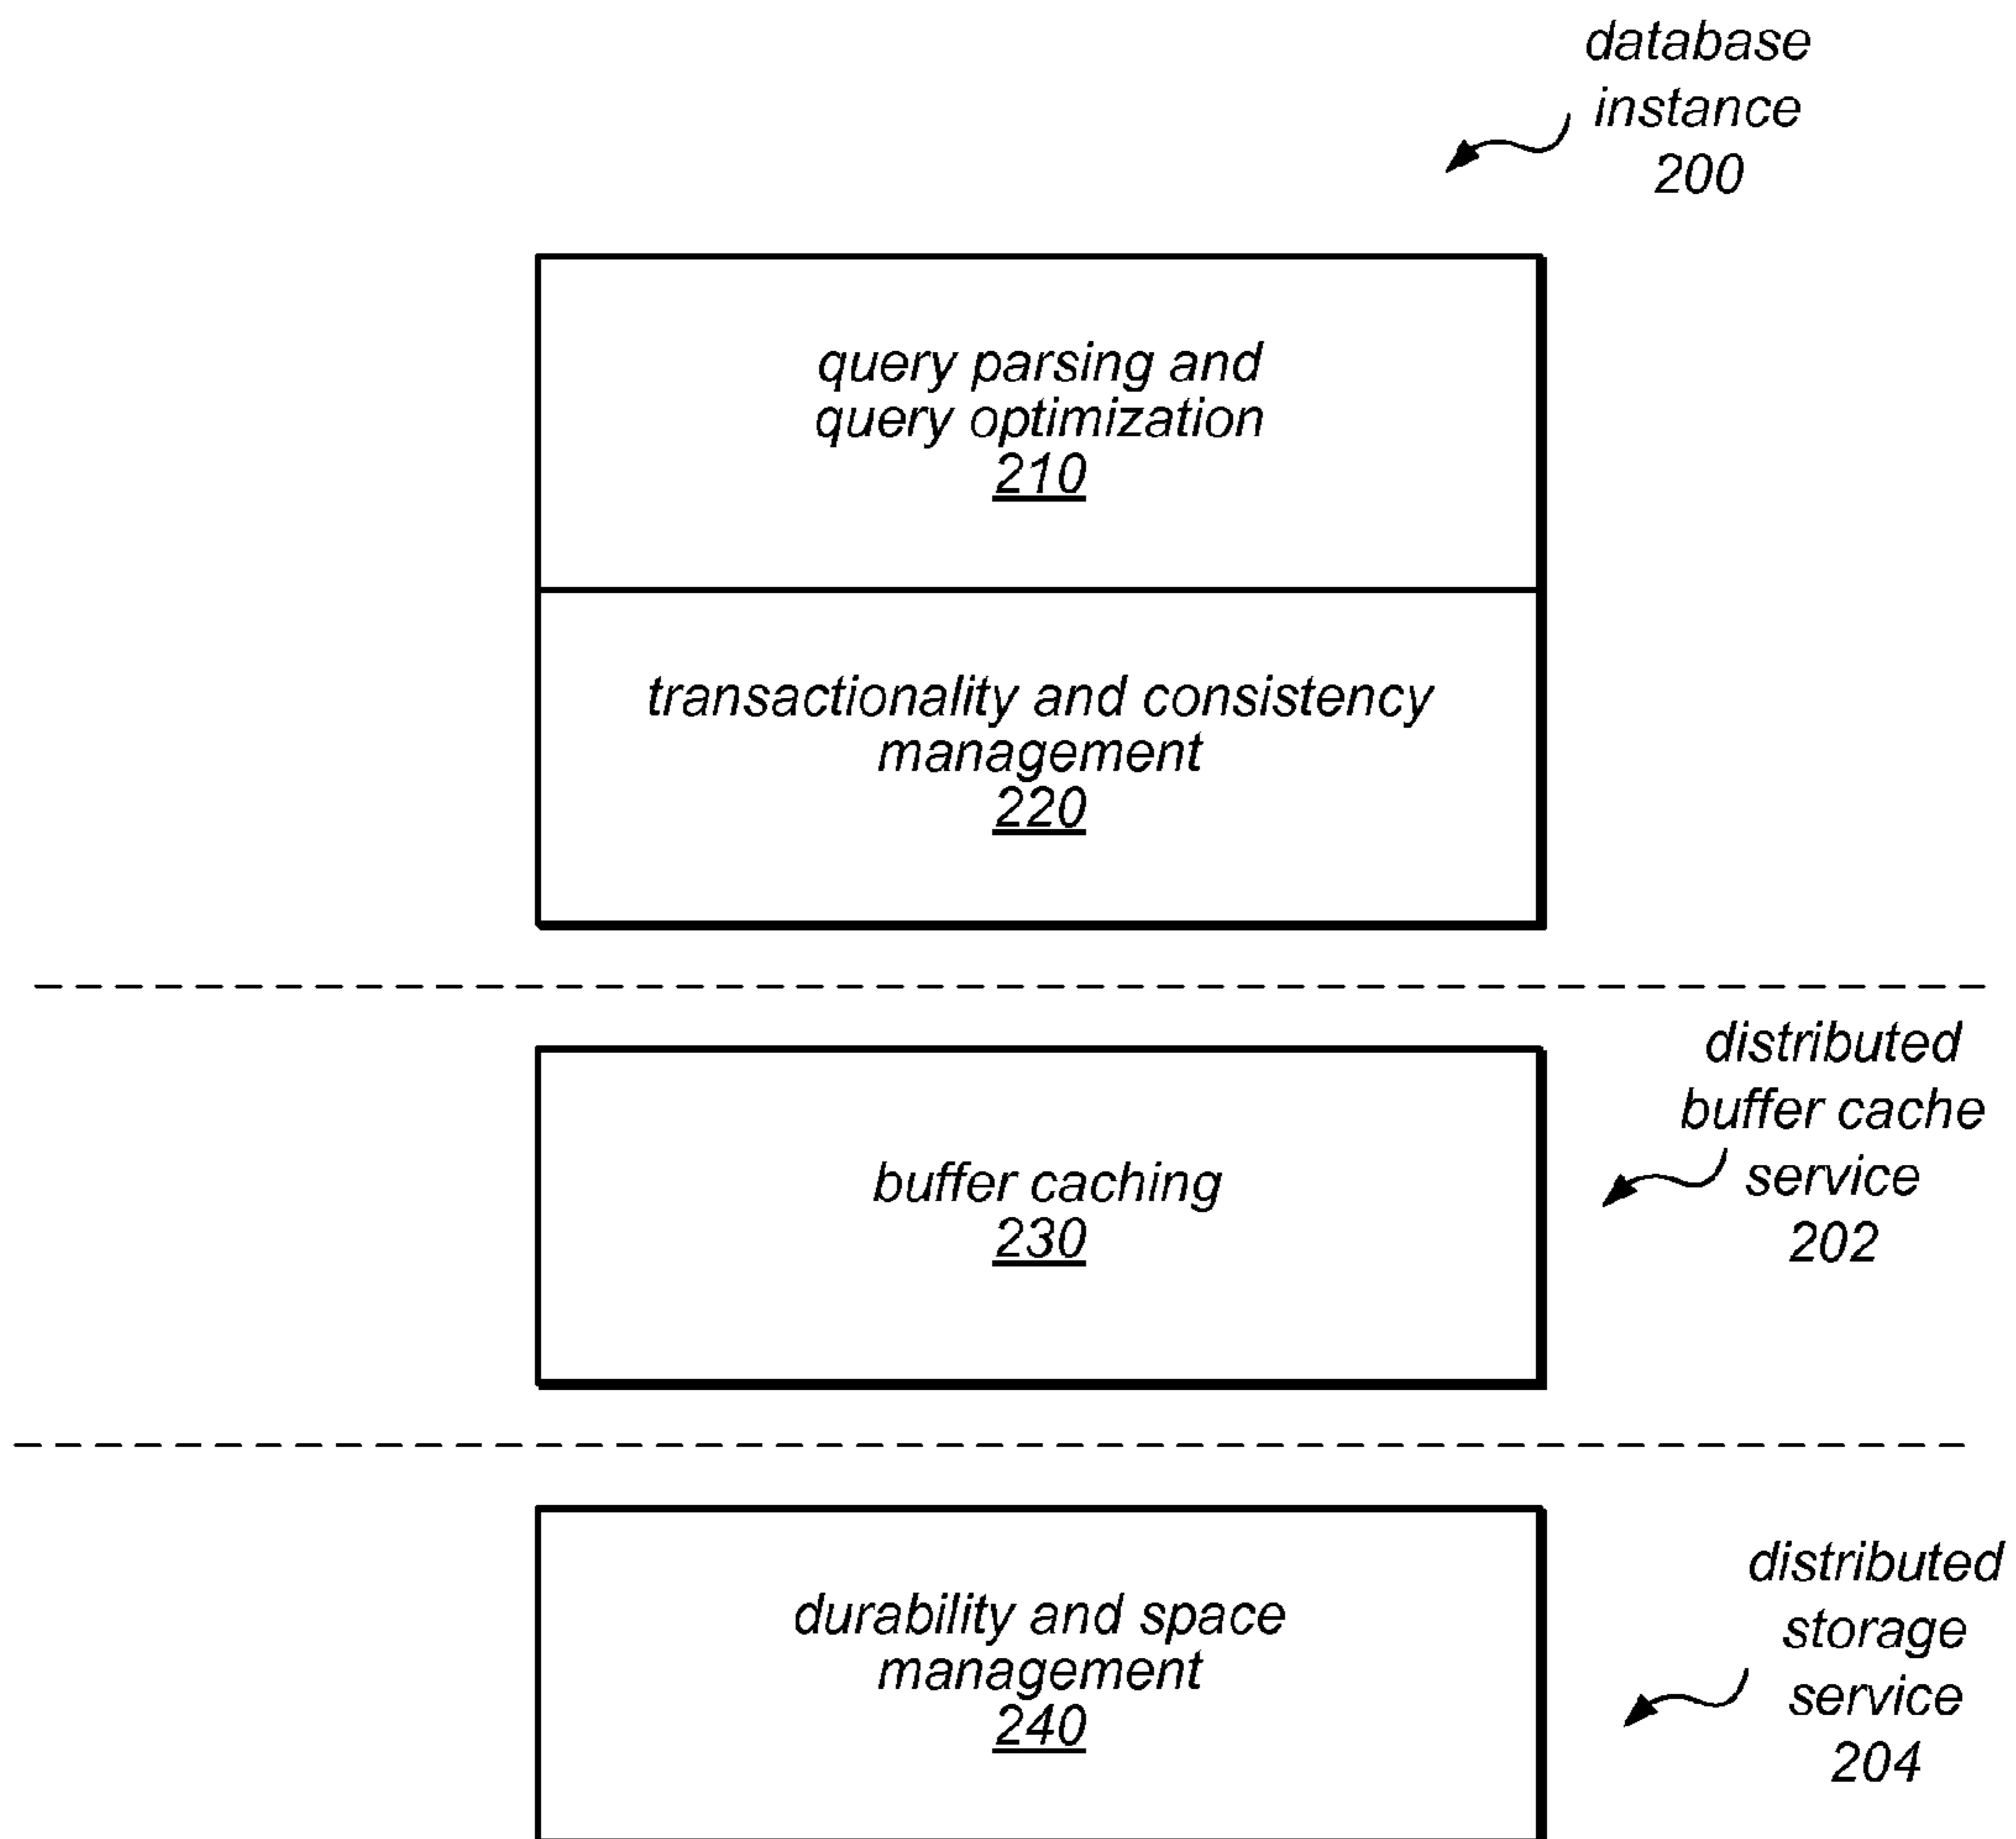 database
instance
200
query parsing and
query optimization
210
transactionality and consistency
management
220
distributed
buffer cache
service
202
buffer caching
230
durability and space
management
240
distributed
storage
service
204